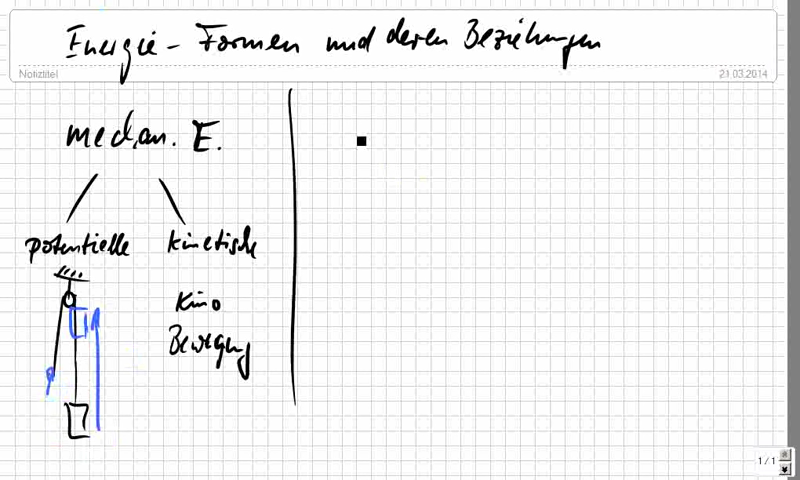 Energie - Formen und deren Beziehungen
Notiztitel
21.03.2014
mechan. E.
potentielle kinetische
Kino
Bewegung
1/1